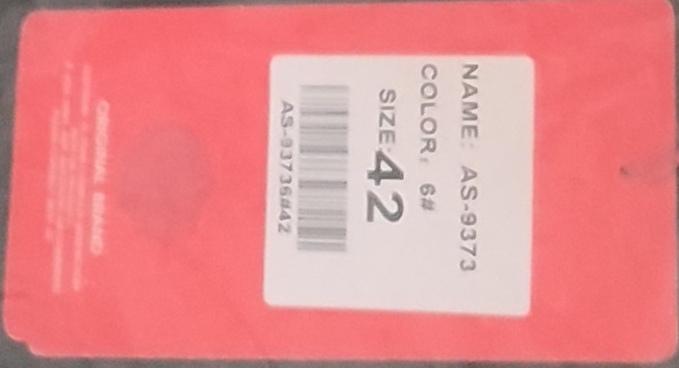 NAME: AS-9373
COLOR: 6#
SIZE:42
AS-93736#42
ORIGINAL BRAND